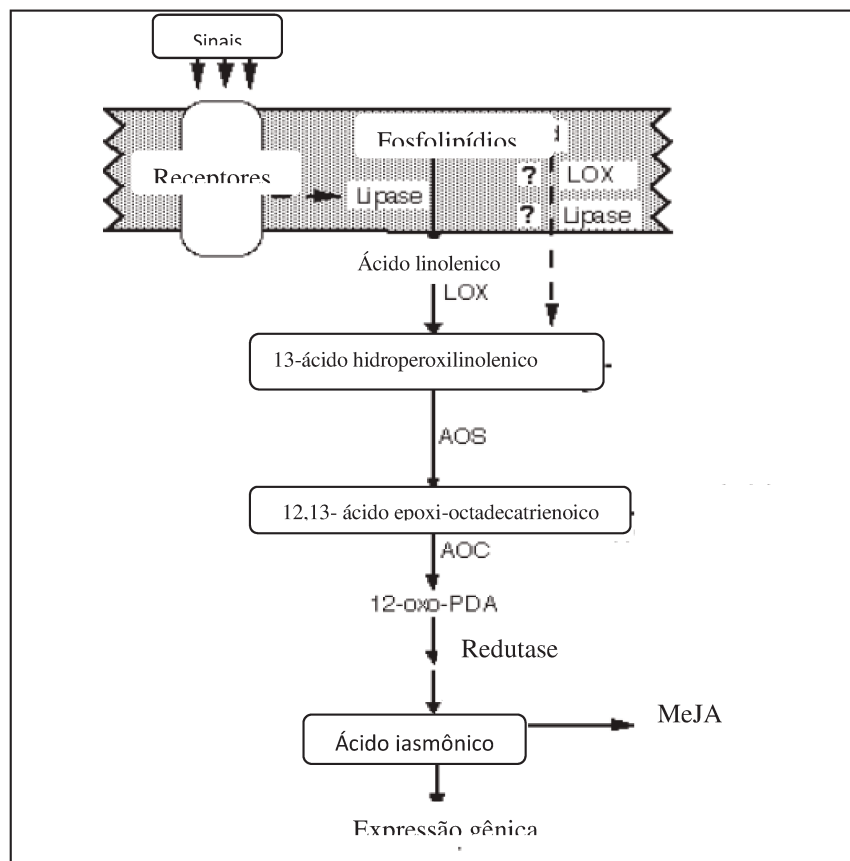 Sinais
Fosfolipídios
Receptores
? LOX
Lipase
? Lipase
Ácido linolenico
LOX
13-ácido hidroperoxilinolenico
AOS
12,13- ácido epoxi-octadecatrienoico
AOC
12-oxo-PDA
Redutase
MeJA
Ácido jasmônico
Expressão gênica